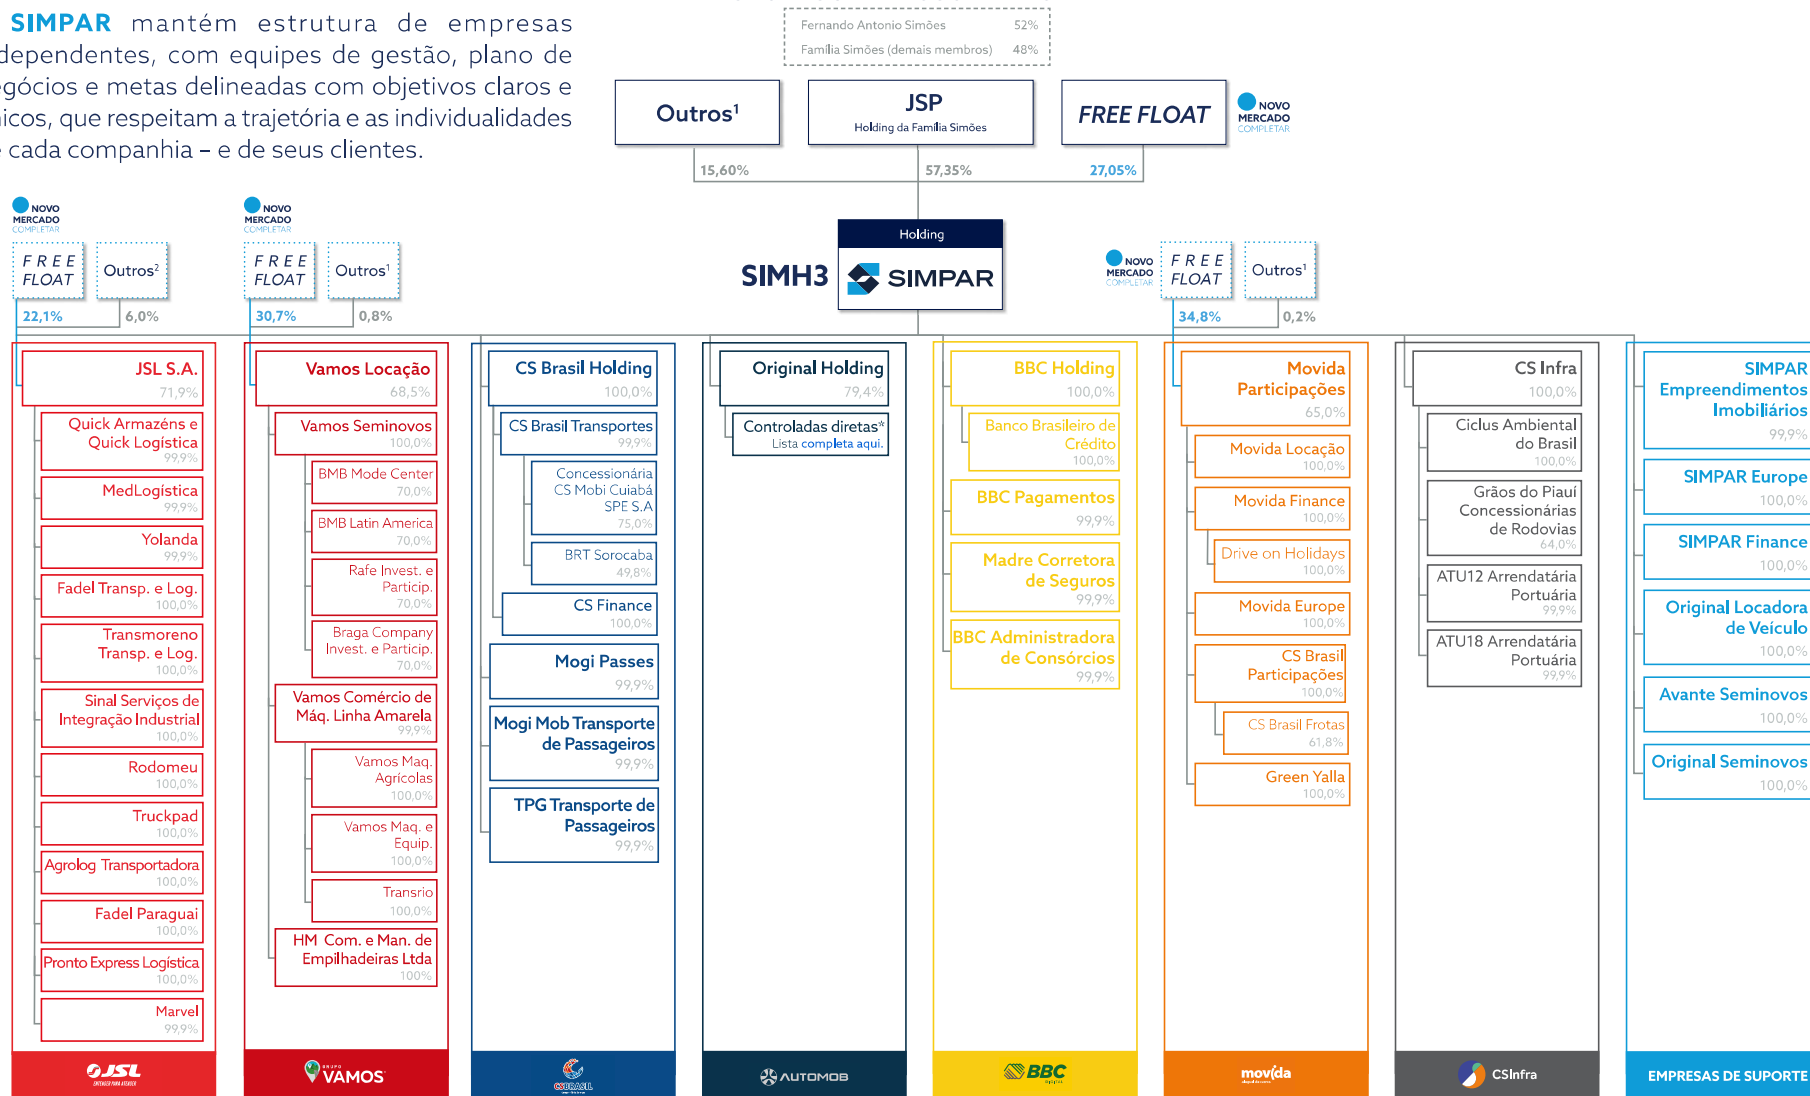 SIMPAR mantém estrutura de empresas
dependentes, com equipes de gestão, plano de
egócios e metas delineadas com objetivos claros e
nicos, que respeitam a trajetória e as individualidades
e cada companhia – e de seus clientes.
Fernando Antonio Simões 52%
Família Simões (demais membros) 48%
Outros¹
JSP
Holding da Família Simões
FREE FLOAT
NOVO
MERCADO
COMPLETAR
15,60%
57,35%
27,05%
Holding
SIMH3
SIMPAR
NOVO
MERCADO
COMPLETAR
FREE
FLOAT
Outros²
22,1%
6,0%
NOVO
MERCADO
COMPLETAR
FREE
FLOAT
Outros¹
30,7%
0,8%
NOVO
MERCADO
COMPLETAR
FREE
FLOAT
Outros¹
34,8%
0,2%
JSL S.A.
71,9%
Quick Armazéns e
Quick Logística
99,9%
MedLogística
99,9%
Yolanda
99,9%
Fadel Transp. e Log.
100,0%
Transmoreno
Transp. e Log.
100,0%
Sinal Serviços de
Integração Industrial
100,0%
Rodomeu
100,0%
Truckpad
100,0%
Agrolog Transportadora
100,0%
Fadel Paraguai
100,0%
Pronto Express Logística
100,0%
Marvel
99,9%
JSL
ENTENDER PARA ATENDER
Vamos Locação
68,5%
Vamos Seminovos
100,0%
BMB Mode Center
70,0%
BMB Latin America
70,0%
Rafe Invest. e
Particip.
70,0%
Braga Company
Invest. e Particip.
70,0%
Vamos Comércio de
Máq. Linha Amarela
99,9%
Vamos Maq.
Agrícolas
100,0%
Vamos Maq. e
Equip.
100,0%
Transrio
100,0%
HM Com. e Man. de
Empilhadeiras Ltda
100%
GRUPO
VAMOS
CS Brasil Holding
100,0%
CS Brasil Transportes
99,9%
Concessionária
CS Mobi Cuiabá
SPE S.A
75,0%
BRT Sorocaba
49,8%
CS Finance
100,0%
Mogi Passes
99,9%
Mogi Mob Transporte
de Passageiros
99,9%
TPG Transporte de
Passageiros
99,9%
CSBRASIL
Original Holding
79,4%
Controladas diretas*
Lista completa aqui.
AUTOMOB
BBC Holding
100,0%
Banco Brasileiro de
Crédito
100,0%
BBC Pagamentos
99,9%
Madre Corretora
de Seguros
99,9%
BBC Administradora
de Consórcios
99,9%
BBC
Movida
Participações
65,0%
Movida Locação
100,0%
Movida Finance
100,0%
Drive on Holidays
100,0%
Movida Europe
100,0%
CS Brasil
Participações
100,0%
CS Brasil Frotas
61,8%
Green Yalla
100,0%
movida
CS Infra
100,0%
Ciclus Ambiental
do Brasil
100,0%
Grãos do Piauí
Concessionárias
de Rodovias
64,0%
ATU12 Arrendatária
Portuária
99,9%
ATU18 Arrendatária
Portuária
99,9%
CSInfra
SIMPAR
Empreendimentos
Imobiliários
99,9%
SIMPAR Europe
100,0%
SIMPAR Finance
100,0%
Original Locadora
de Veículo
100,0%
Avante Seminovos
100,0%
Original Seminovos
100,0%
EMPRESAS DE SUPORTE